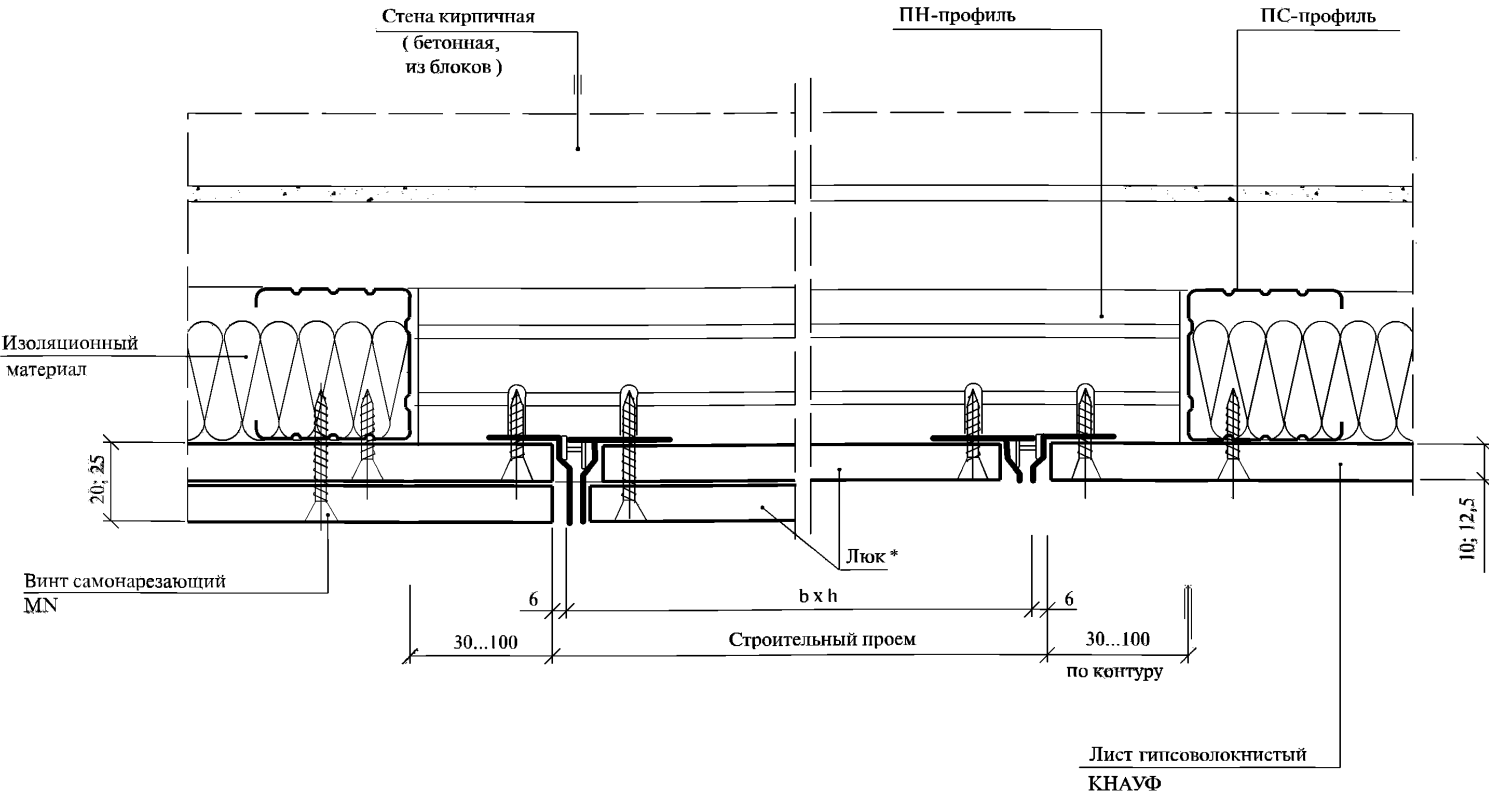 Стена кирпичная
( бетонная,
из блоков )
ПН-профиль
ПС-профиль
Изоляционный
материал
20; 25
10; 12,5
Люк *
Винт самонарезающий
MN
6
b x h
6
30...100
Строительный проем
30...100
по контуру
Лист гипсоволокнистый
КНАУФ